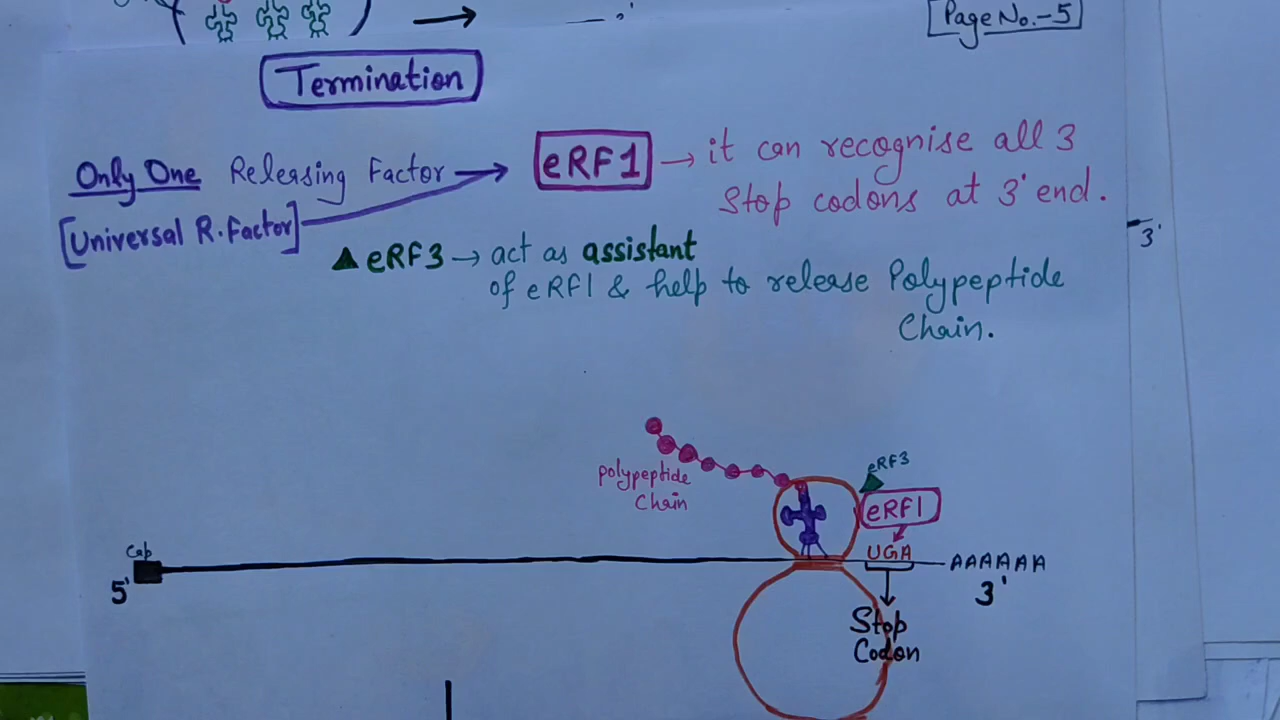 [Page No.-5]
Termination
Only One Releasing Factor → eRF1 → it can recognise all 3
Stop codons at 3' end.
[Universal R.Factor]
3'
▲ eRF3 → act as assistant
of eRF1 & help to release Polypeptide
Chain.
polypeptide
Chain
eRF3
eRF1
Cap
UGA
AAAAAA
5'
3'
Stop
Codon